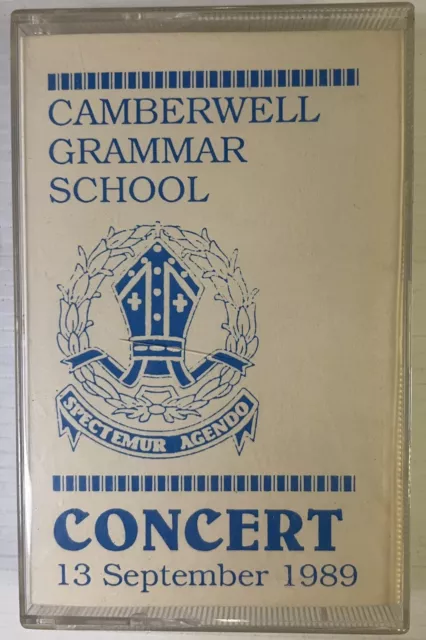 CAMBERWELL
GRAMMAR
SCHOOL
SPECTEMUR AGENDO
CONCERT
13 September 1989